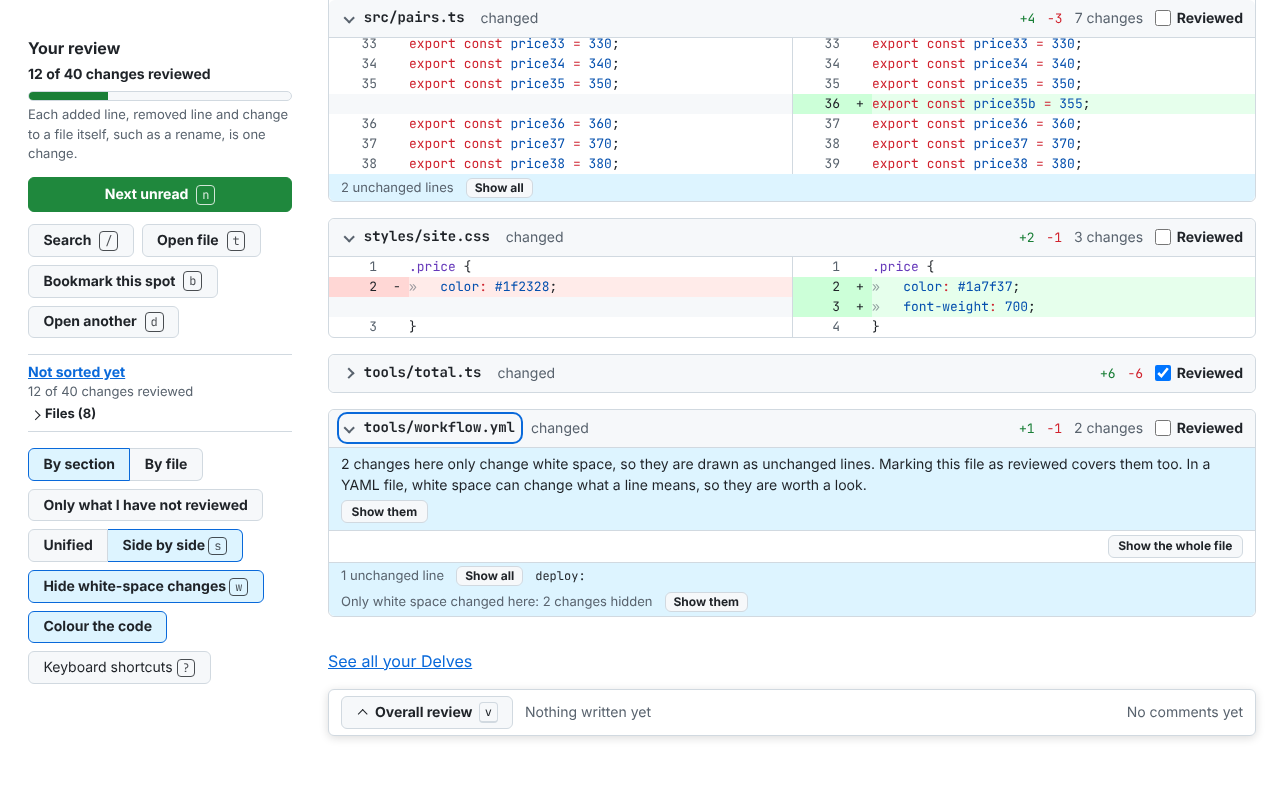 Your review
12 of 40 changes reviewed
Each added line, removed line and change
to a file itself, such as a rename, is one
change.
Next unread n
Search /
Open file t
Bookmark this spot b
Open another d
Not sorted yet
12 of 40 changes reviewed
Files (8)
By section
By file
Only what I have not reviewed
Unified
Side by side s
Hide white-space changes w
Colour the code
Keyboard shortcuts ?
src/pairs.ts changed +4 -3 7 changes Reviewed
33 export const price33 = 330; 33 export const price33 = 330;
34 export const price34 = 340; 34 export const price34 = 340;
35 export const price35 = 350; 35 export const price35 = 350;
36 + export const price35b = 355;
36 export const price36 = 360; 37 export const price36 = 360;
37 export const price37 = 370; 38 export const price37 = 370;
38 export const price38 = 380; 39 export const price38 = 380;
2 unchanged lines Show all
styles/site.css changed +2 -1 3 changes Reviewed
1 .price { 1 .price {
2 - » color: #1f2328; 2 + » color: #1a7f37;
3 + » font-weight: 700;
3 } 4 }
tools/total.ts changed +6 -6 Reviewed
tools/workflow.yml changed +1 -1 2 changes Reviewed
2 changes here only change white space, so they are drawn as unchanged lines. Marking this file as reviewed covers them too. In a
YAML file, white space can change what a line means, so they are worth a look.
Show them
Show the whole file
1 unchanged line Show all deploy:
Only white space changed here: 2 changes hidden Show them
See all your Delves
Overall review v Nothing written yet No comments yet